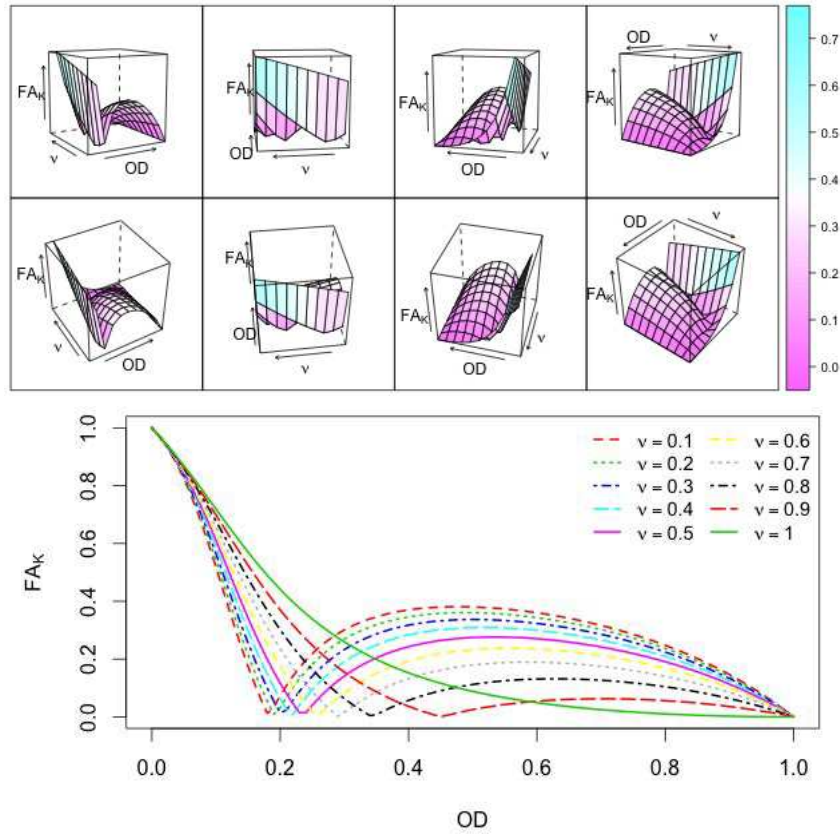 FA_K ν OD
FA_K OD ν
FA_K OD ν
OD ν FA_K
FA_K ν OD
FA_K OD ν
FA_K OD ν
OD ν FA_K
0.7
0.6
0.5
0.4
0.3
0.2
0.1
0.0
FA_K
1.0
0.8
0.6
0.4
0.2
0.0
ν = 0.1
ν = 0.2
ν = 0.3
ν = 0.4
ν = 0.5
ν = 0.6
ν = 0.7
ν = 0.8
ν = 0.9
ν = 1
0.0 0.2 0.4 0.6 0.8 1.0
OD